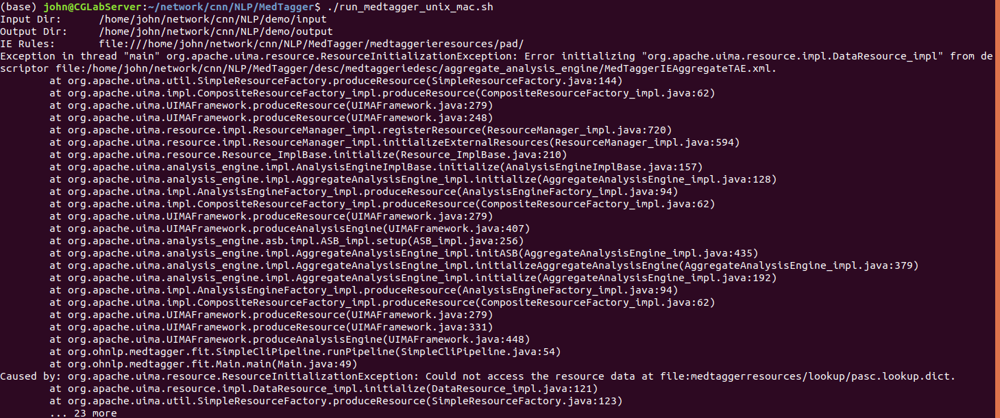 (base) john@CGLabServer:~/network/cnn/NLP/MedTagger$ ./run_medtagger_unix_mac.sh
Input Dir:      /home/john/network/cnn/NLP/demo/input
Output Dir:     /home/john/network/cnn/NLP/demo/output
IE Rules:       file:///home/john/network/cnn/NLP/MedTagger/medtaggerieresources/pad/
Exception in thread "main" org.apache.uima.resource.ResourceInitializationException: Error initializing "org.apache.uima.resource.impl.DataResource_impl" from de
scriptor file:/home/john/network/cnn/NLP/MedTagger/desc/medtaggeriedesc/aggregate_analysis_engine/MedTaggerIEAggregateTAE.xml.
        at org.apache.uima.util.SimpleResourceFactory.produceResource(SimpleResourceFactory.java:144)
        at org.apache.uima.impl.CompositeResourceFactory_impl.produceResource(CompositeResourceFactory_impl.java:62)
        at org.apache.uima.UIMAFramework.produceResource(UIMAFramework.java:279)
        at org.apache.uima.UIMAFramework.produceResource(UIMAFramework.java:248)
        at org.apache.uima.resource.impl.ResourceManager_impl.registerResource(ResourceManager_impl.java:720)
        at org.apache.uima.resource.impl.ResourceManager_impl.initializeExternalResources(ResourceManager_impl.java:594)
        at org.apache.uima.resource.Resource_ImplBase.initialize(Resource_ImplBase.java:210)
        at org.apache.uima.analysis_engine.impl.AnalysisEngineImplBase.initialize(AnalysisEngineImplBase.java:157)
        at org.apache.uima.analysis_engine.impl.AggregateAnalysisEngine_impl.initialize(AggregateAnalysisEngine_impl.java:128)
        at org.apache.uima.impl.AnalysisEngineFactory_impl.produceResource(AnalysisEngineFactory_impl.java:94)
        at org.apache.uima.impl.CompositeResourceFactory_impl.produceResource(CompositeResourceFactory_impl.java:62)
        at org.apache.uima.UIMAFramework.produceResource(UIMAFramework.java:279)
        at org.apache.uima.UIMAFramework.produceAnalysisEngine(UIMAFramework.java:407)
        at org.apache.uima.analysis_engine.asb.impl.ASB_impl.setup(ASB_impl.java:256)
        at org.apache.uima.analysis_engine.impl.AggregateAnalysisEngine_impl.initASB(AggregateAnalysisEngine_impl.java:435)
        at org.apache.uima.analysis_engine.impl.AggregateAnalysisEngine_impl.initializeAggregateAnalysisEngine(AggregateAnalysisEngine_impl.java:379)
        at org.apache.uima.analysis_engine.impl.AggregateAnalysisEngine_impl.initialize(AggregateAnalysisEngine_impl.java:192)
        at org.apache.uima.impl.AnalysisEngineFactory_impl.produceResource(AnalysisEngineFactory_impl.java:94)
        at org.apache.uima.impl.CompositeResourceFactory_impl.produceResource(CompositeResourceFactory_impl.java:62)
        at org.apache.uima.UIMAFramework.produceResource(UIMAFramework.java:279)
        at org.apache.uima.UIMAFramework.produceResource(UIMAFramework.java:331)
        at org.apache.uima.UIMAFramework.produceAnalysisEngine(UIMAFramework.java:448)
        at org.ohnlp.medtagger.fit.SimpleCliPipeline.runPipeline(SimpleCliPipeline.java:54)
        at org.ohnlp.medtagger.fit.Main.main(Main.java:49)
Caused by: org.apache.uima.resource.ResourceInitializationException: Could not access the resource data at file:medtaggerresources/lookup/pasc.lookup.dict.
        at org.apache.uima.resource.impl.DataResource_impl.initialize(DataResource_impl.java:121)
        at org.apache.uima.util.SimpleResourceFactory.produceResource(SimpleResourceFactory.java:123)
        ... 23 more